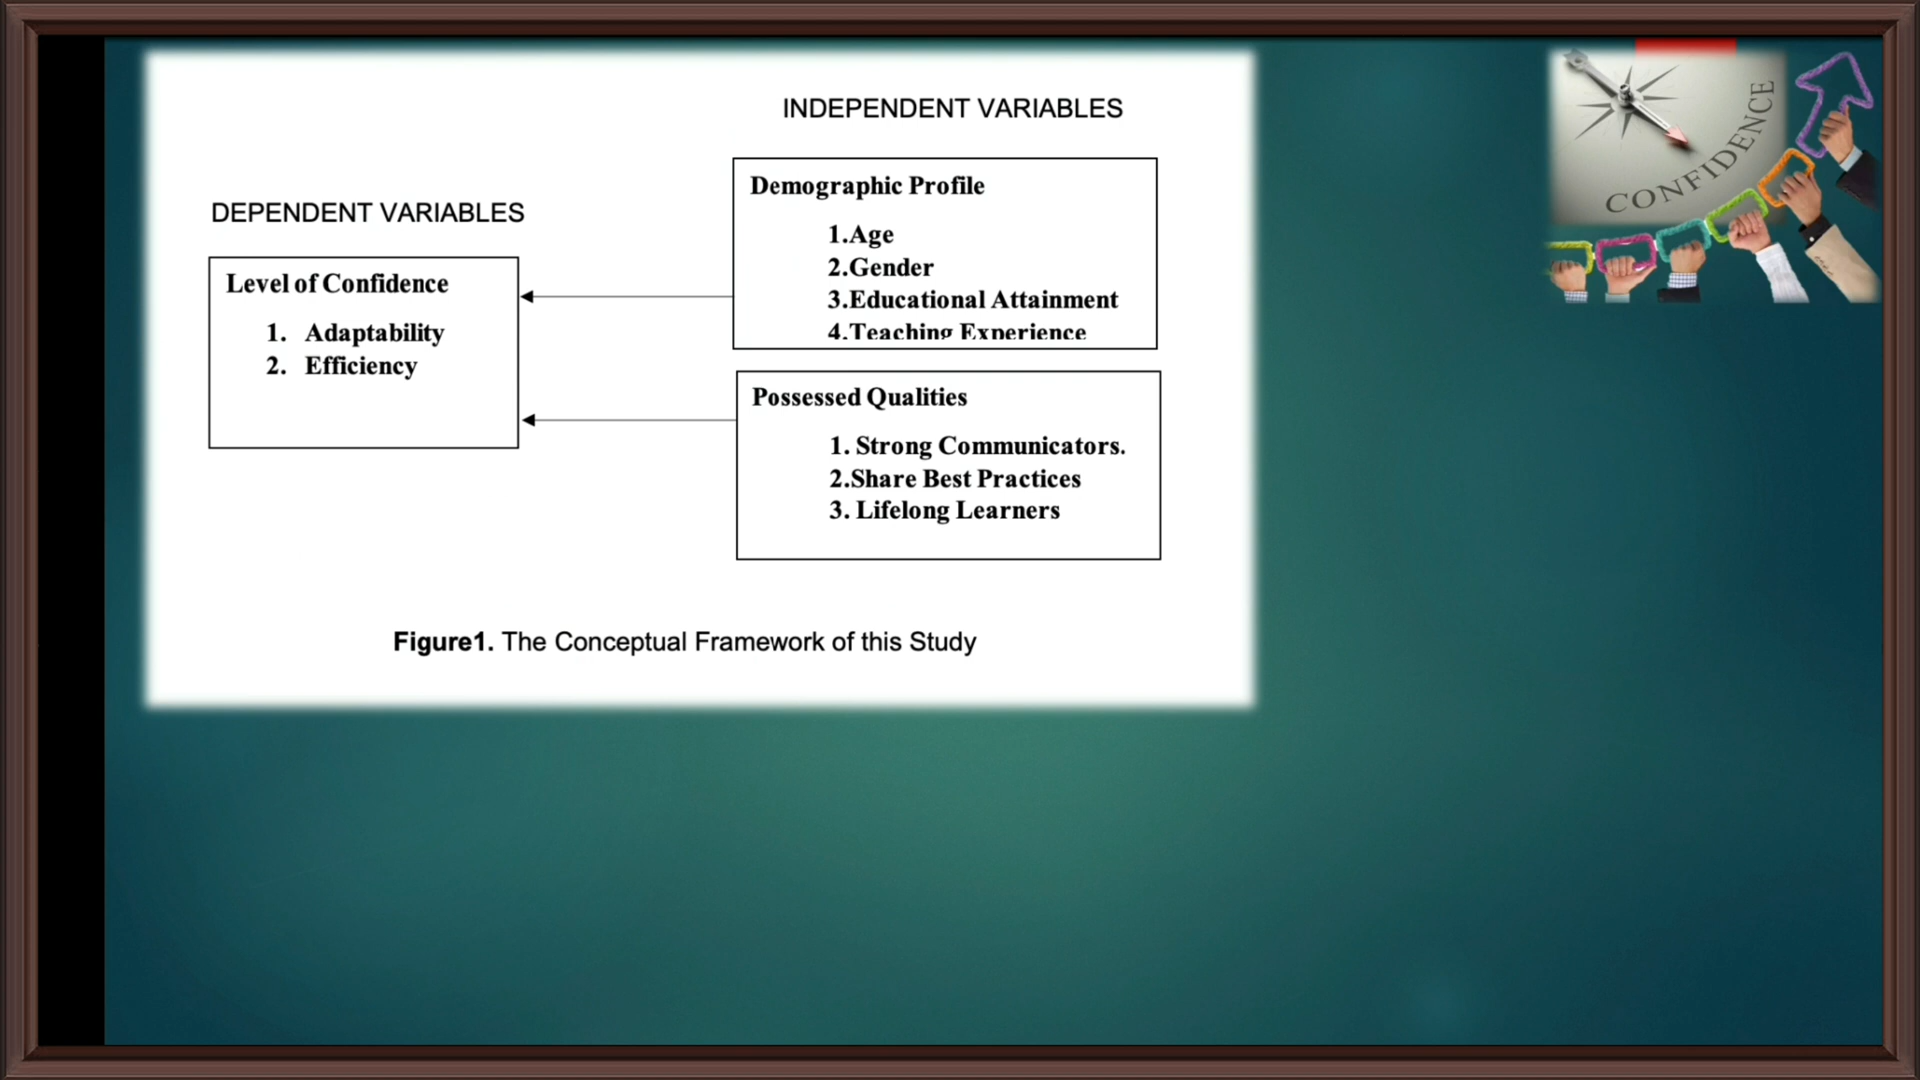 INDEPENDENT VARIABLES
Demographic Profile
1.Age
2.Gender
3.Educational Attainment
4.Teaching Experience
DEPENDENT VARIABLES
Level of Confidence
1. Adaptability
2. Efficiency
Possessed Qualities
1. Strong Communicators.
2.Share Best Practices
3. Lifelong Learners
Figure1. The Conceptual Framework of this Study
CONFIDENCE